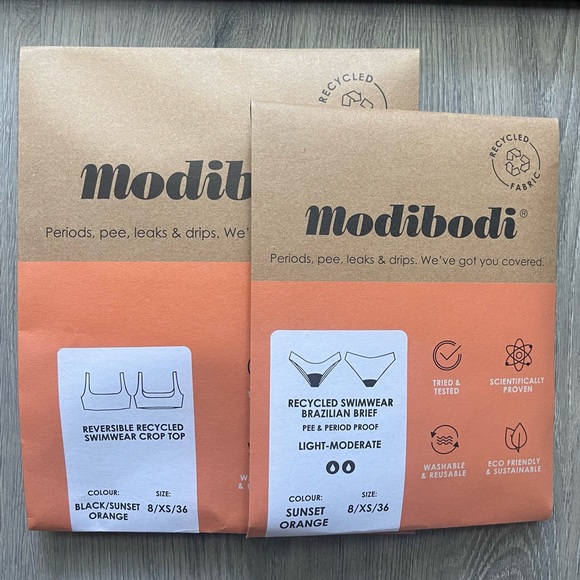 RECYCLED
modib
Periods, pee, leaks & drips. We'
REVERSIBLE RECYCLED
SWIMWEAR CROP TOP
COLOUR: SIZE:
BLACK/SUNSET
ORANGE
8/XS/36
RECYCLED
FABRIC
modibodi®
Periods, pee, leaks & drips. We've got you covered.
RECYCLED SWIMWEAR
BRAZILIAN BRIEF
PEE & PERIOD PROOF
LIGHT-MODERATE
COLOUR: SIZE:
SUNSET
ORANGE
8/XS/36
TRIED &
TESTED
SCIENTIFICALLY
PROVEN
WASHABLE
& REUSABLE
ECO FRIENDLY
& SUSTAINABLE